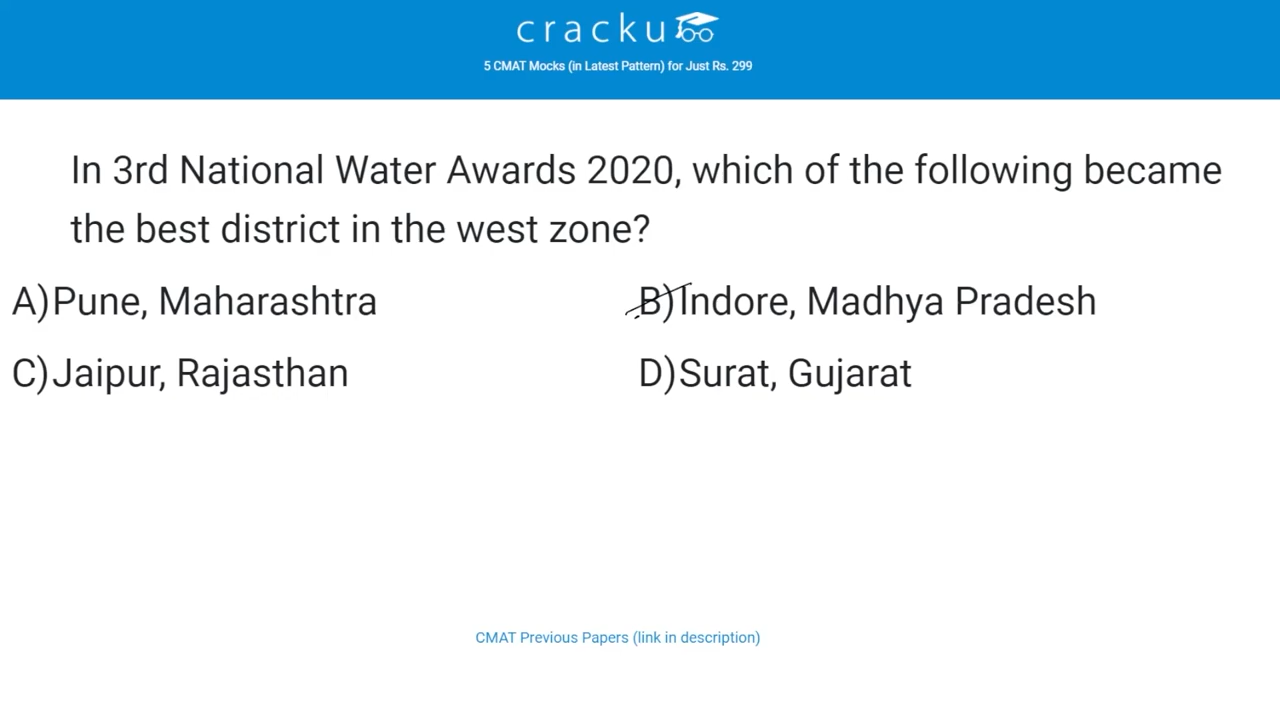 cracku
5 CMAT Mocks (in Latest Pattern) for Just Rs. 299
In 3rd National Water Awards 2020, which of the following became
the best district in the west zone?
A)Pune, Maharashtra
B)Indore, Madhya Pradesh
C)Jaipur, Rajasthan
D)Surat, Gujarat
CMAT Previous Papers (link in description)